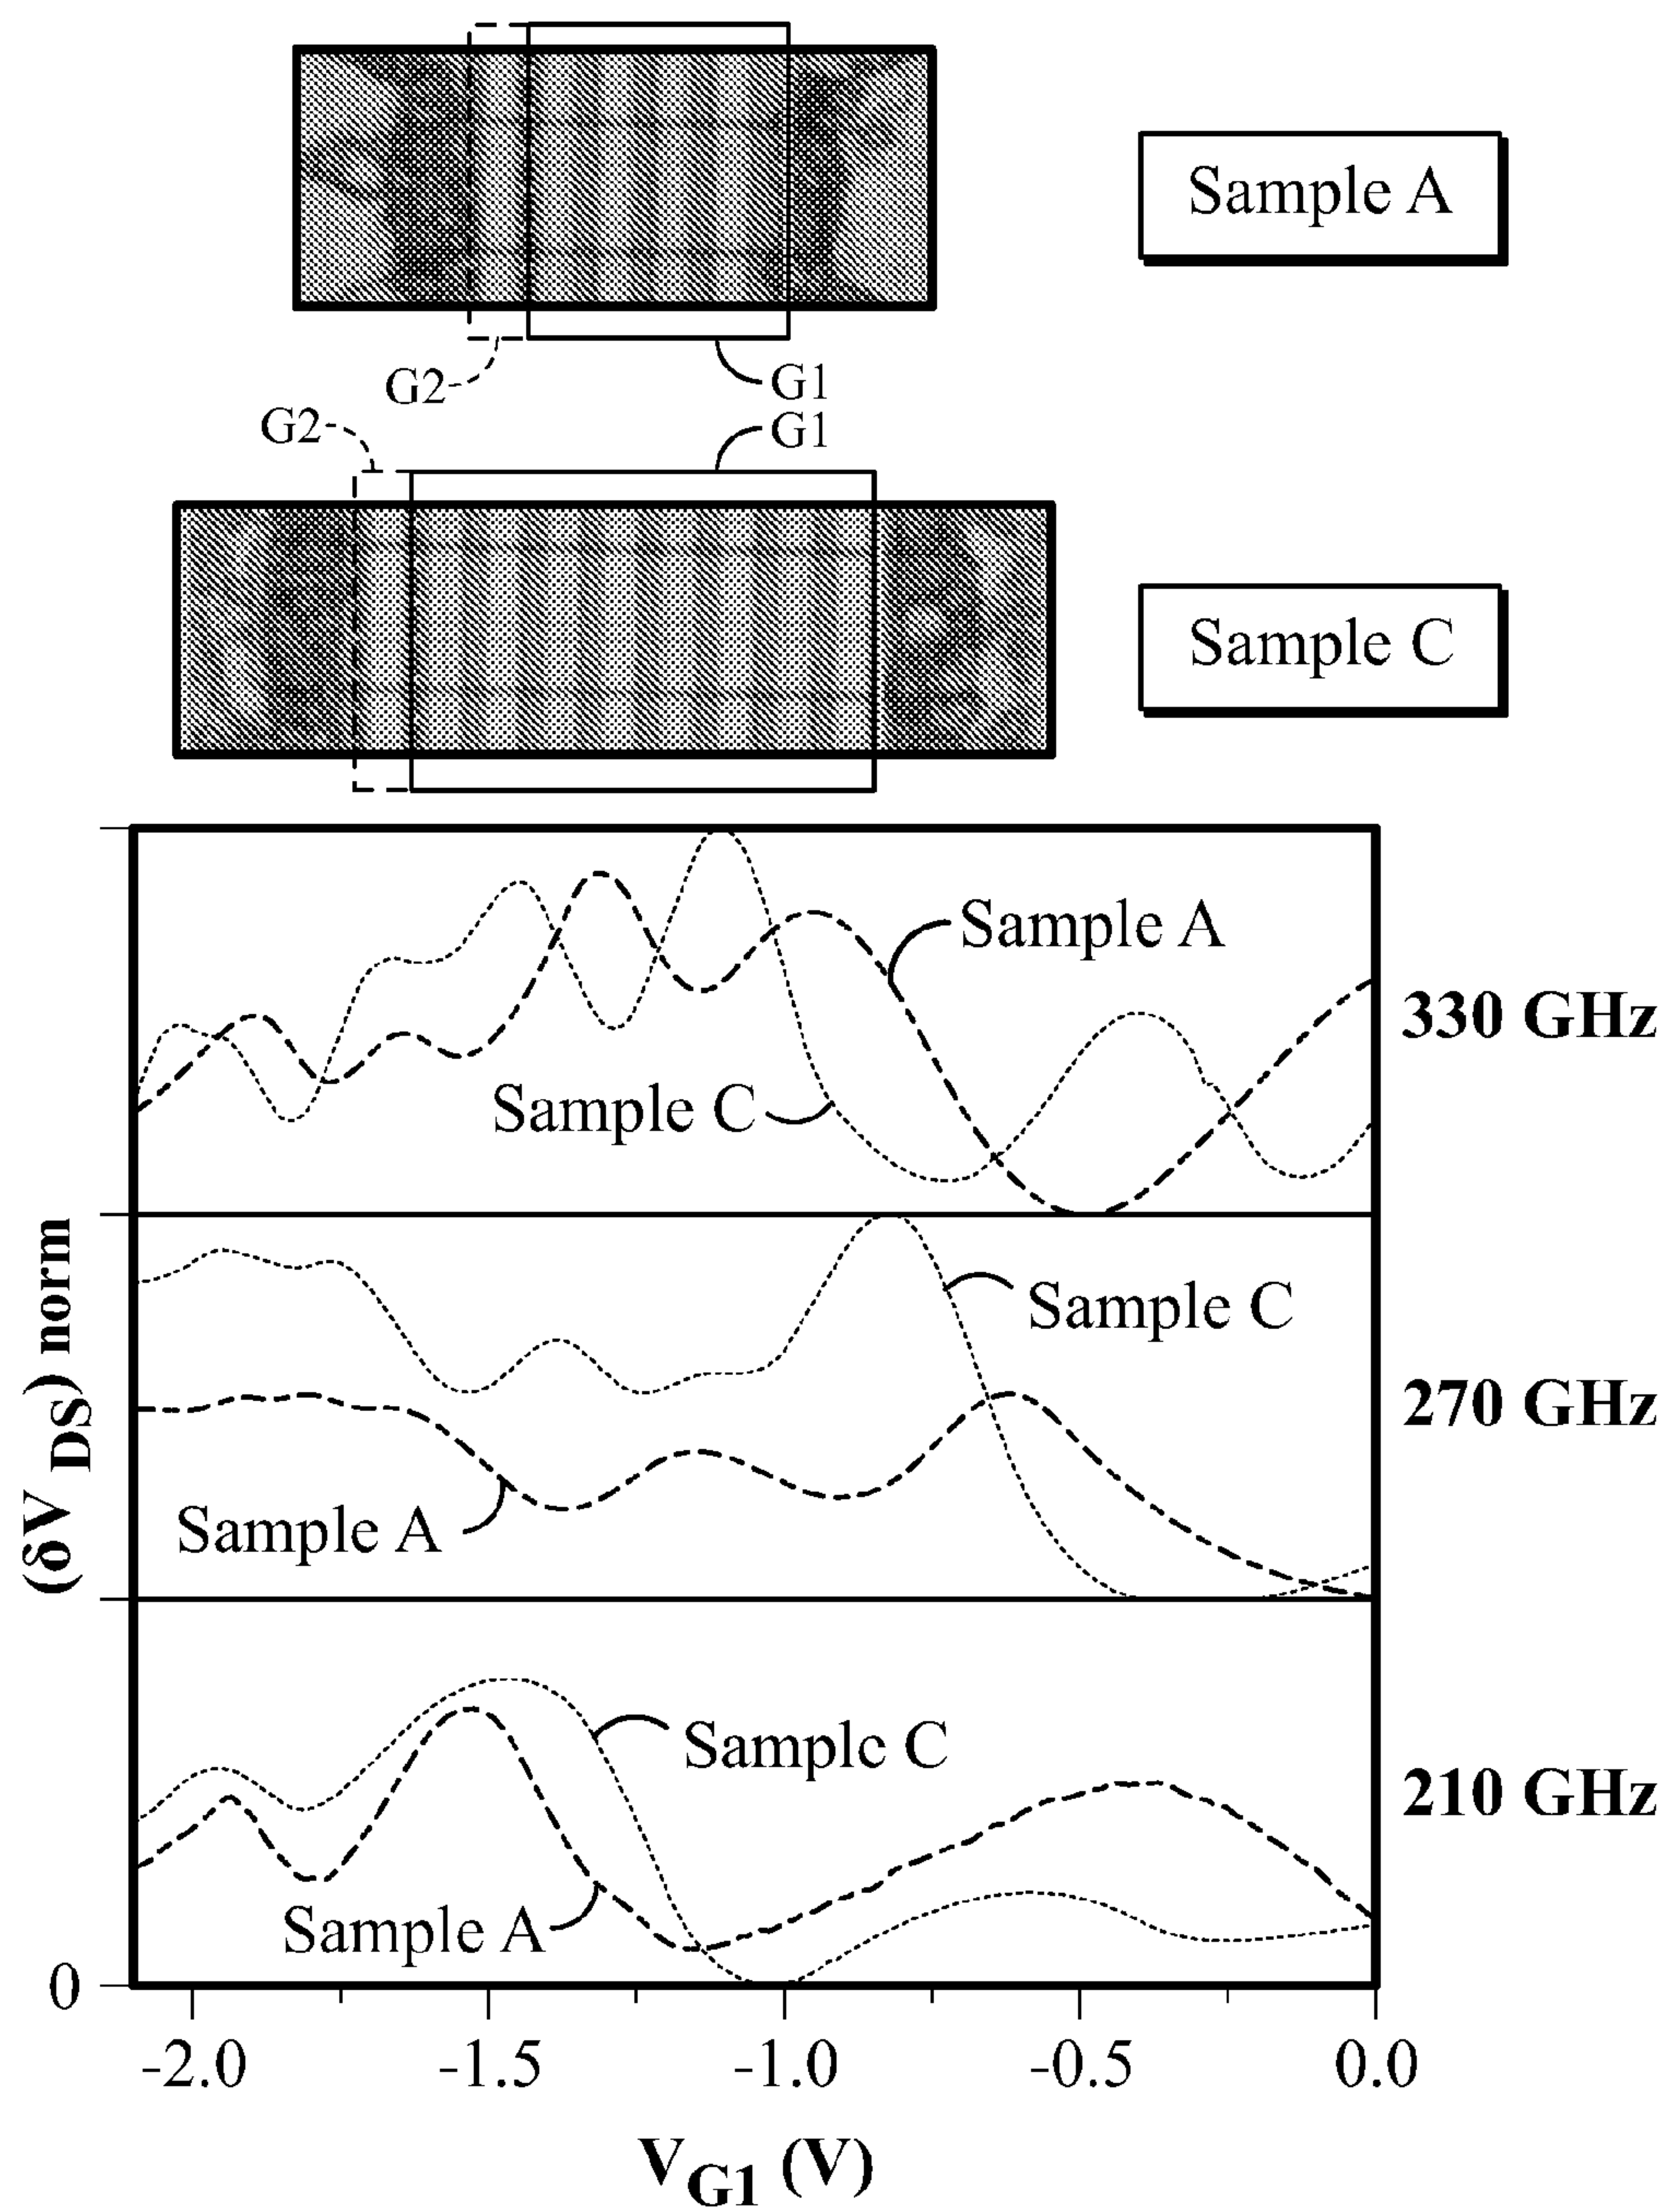 Sample A
G2
G1
G2
G1
Sample C
Sample A
330 GHz
Sample C
Sample C
270 GHz
Sample A
(δV DS) norm
Sample C
210 GHz
Sample A
0
-2.0 -1.5 -1.0 -0.5 0.0
VG1 (V)